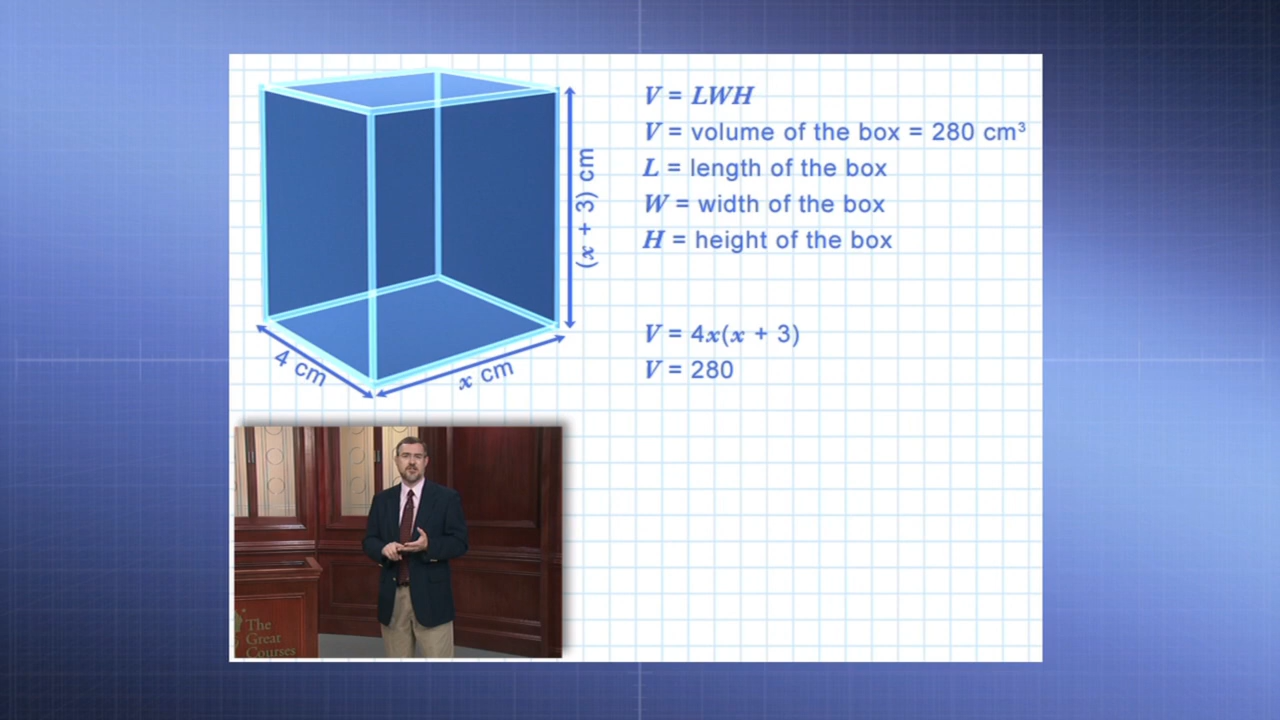 V = LWH
V = volume of the box = 280 cm³
L = length of the box
W = width of the box
H = height of the box
(x + 3) cm
4 cm
x cm
V = 4x(x + 3)
V = 280
The
Great
Courses